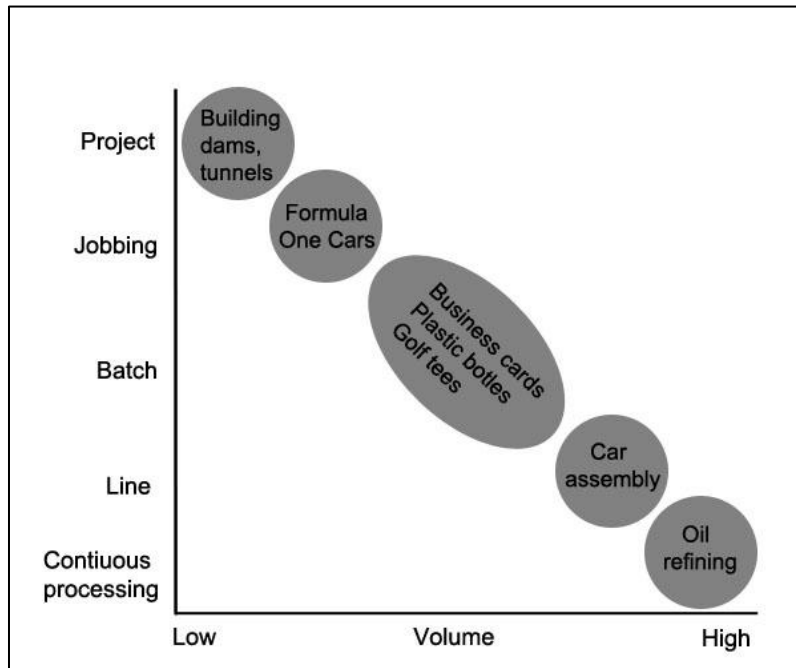 Project
Building
dams,
tunnels
Jobbing
Formula
One Cars
Batch
Business cards
Plastic botles
Golf tees
Line
Car
assembly
Contiuous
processing
Oil
refining
Low
Volume
High